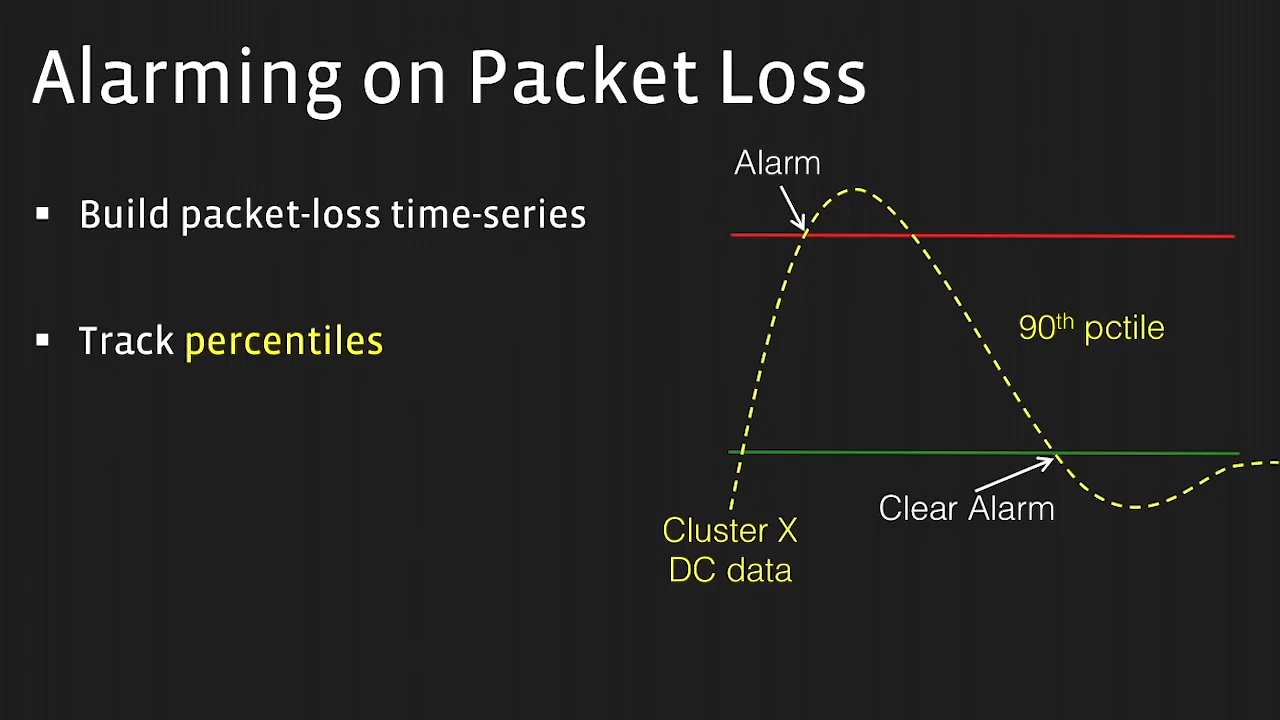 Alarming on Packet Loss
▪ Build packet-loss time-series
▪ Track percentiles
Alarm
90th pctile
Clear Alarm
Cluster X
DC data